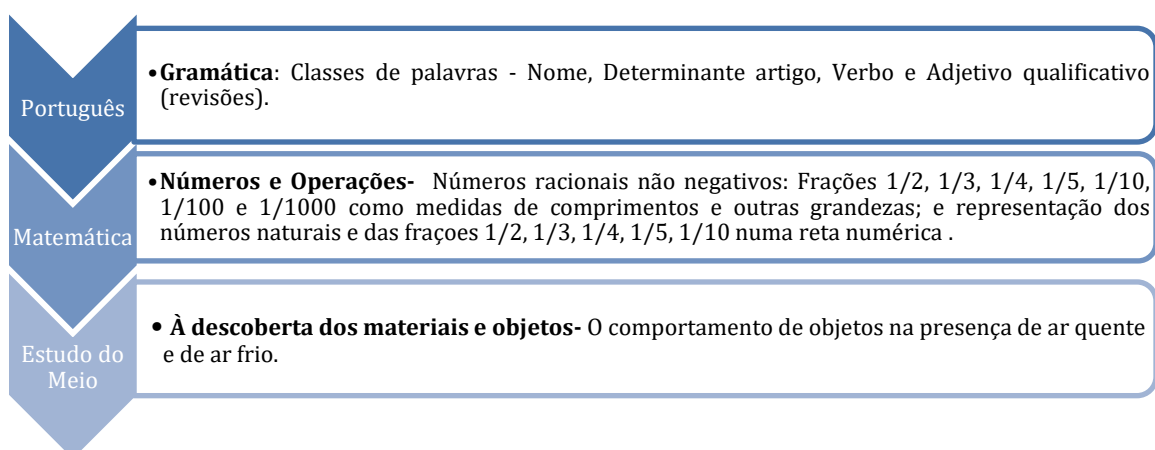 Português
•Gramática: Classes de palavras - Nome, Determinante artigo, Verbo e Adjetivo qualificativo
(revisões).
Matemática
•Números e Operações- Números racionais não negativos: Frações 1/2, 1/3, 1/4, 1/5, 1/10,
1/100 e 1/1000 como medidas de comprimentos e outras grandezas; e representação dos
números naturais e das fraçoes 1/2, 1/3, 1/4, 1/5, 1/10 numa reta numérica .
Estudo do
Meio
• À descoberta dos materiais e objetos- O comportamento de objetos na presença de ar quente
e de ar frio.